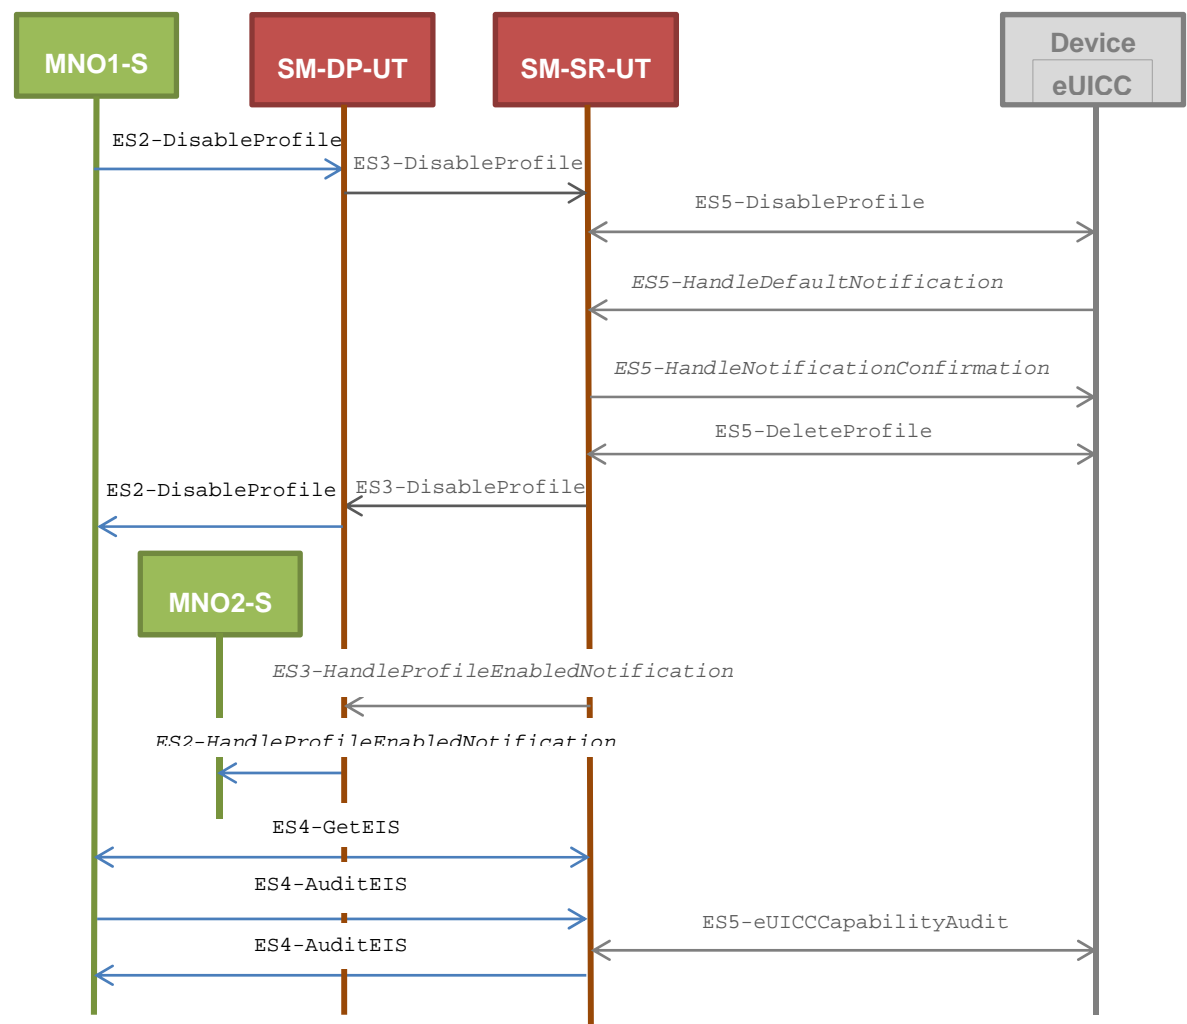 MNO1-S
SM-DP-UT
SM-SR-UT
Device
eUICC
ES2-DisableProfile
ES3-DisableProfile
ES5-DisableProfile
ES5-HandleDefaultNotification
ES5-HandleNotificationConfirmation
ES5-DeleteProfile
ES2-DisableProfile
ES3-DisableProfile
MNO2-S
ES3-HandleProfileEnabledNotification
ES2-HandleProfileEnabledNotification
ES4-GetEIS
ES4-AuditEIS
ES5-eUICCCapabilityAudit
ES4-AuditEIS